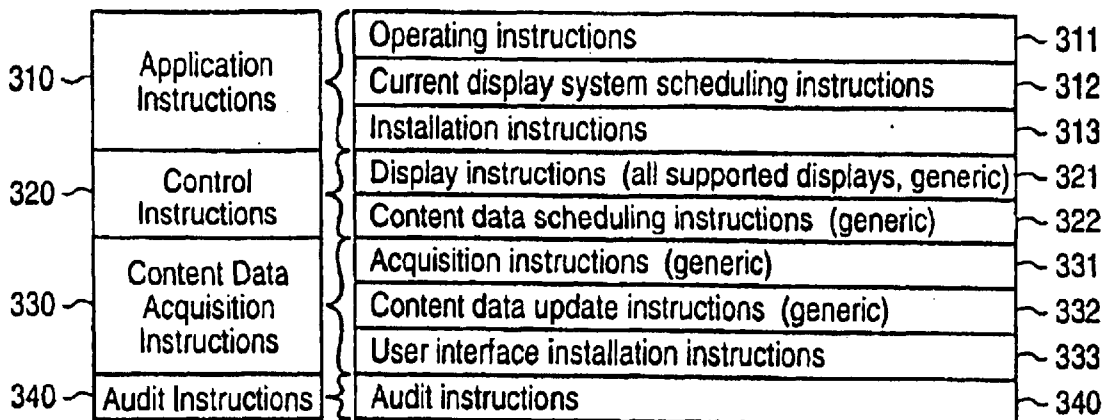 310
Application
Instructions
Operating instructions
311
Current display system scheduling instructions
312
Installation instructions
313
320
Control
Instructions
Display instructions (all supported displays, generic)
321
Content data scheduling instructions (generic)
322
330
Content Data
Acquisition
Instructions
Acquisition instructions (generic)
331
Content data update instructions (generic)
332
User interface installation instructions
333
340
Audit Instructions
Audit instructions
340